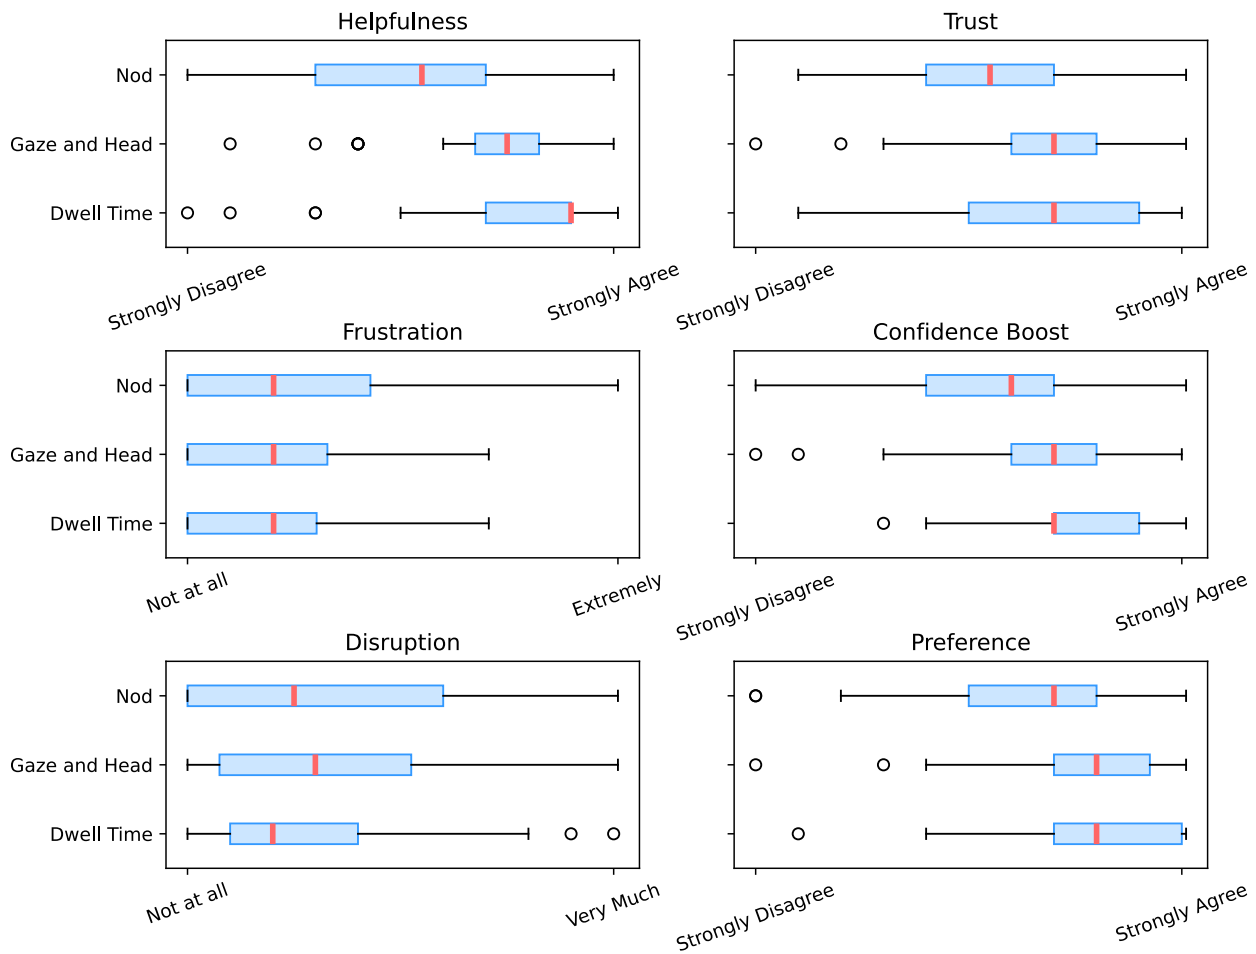 Helpfulness
Nod
Gaze and Head
Dwell Time
Strongly Disagree
Strongly Agree
Trust
Strongly Disagree
Strongly Agree
Frustration
Nod
Gaze and Head
Dwell Time
Not at all
Extremely
Confidence Boost
Strongly Disagree
Strongly Agree
Disruption
Nod
Gaze and Head
Dwell Time
Not at all
Very Much
Preference
Strongly Disagree
Strongly Agree